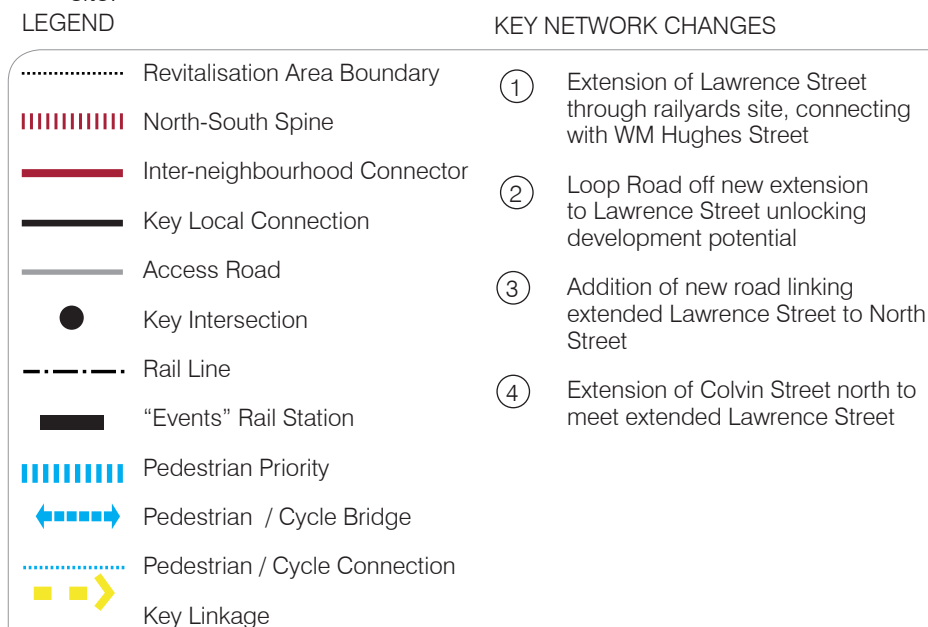 site.
LEGEND
Revitalisation Area Boundary
North-South Spine
Inter-neighbourhood Connector
Key Local Connection
Access Road
Key Intersection
Rail Line
“Events” Rail Station
Pedestrian Priority
Pedestrian / Cycle Bridge
Pedestrian / Cycle Connection
Key Linkage
KEY NETWORK CHANGES
1 Extension of Lawrence Street
through railyards site, connecting
with WM Hughes Street
2 Loop Road off new extension
to Lawrence Street unlocking
development potential
3 Addition of new road linking
extended Lawrence Street to North
Street
4 Extension of Colvin Street north to
meet extended Lawrence Street